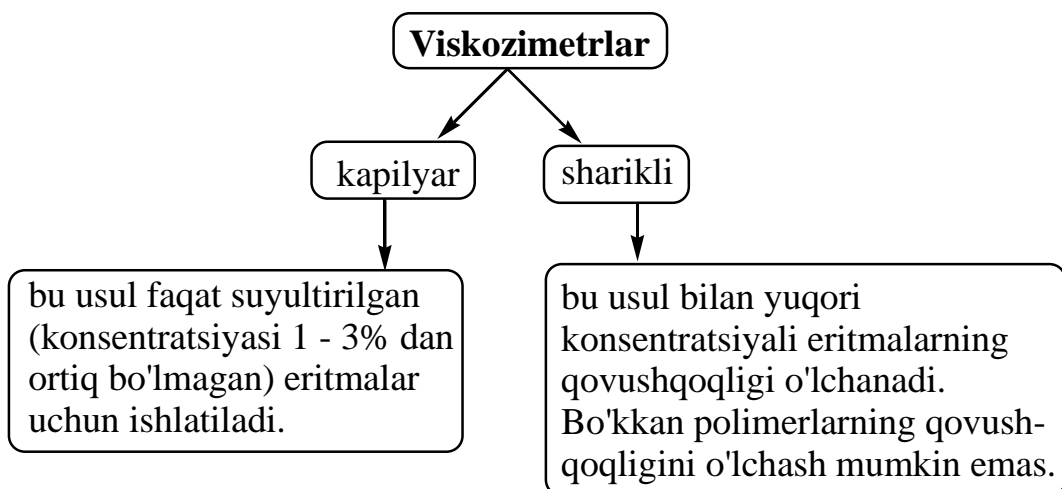 Viskozimetrlar
kapilyar
sharikli
bu usul faqat suyultirilgan
(konsentratsiyasi 1 - 3% dan
ortiq bo'lmagan) eritmalar
uchun ishlatiladi.
bu usul bilan yuqori
konsentratsiyali eritmalarning
qovushqoqligi o'lchanadi.
Bo'kkan polimerlarning qovush-
qoqligini o'lchash mumkin emas.